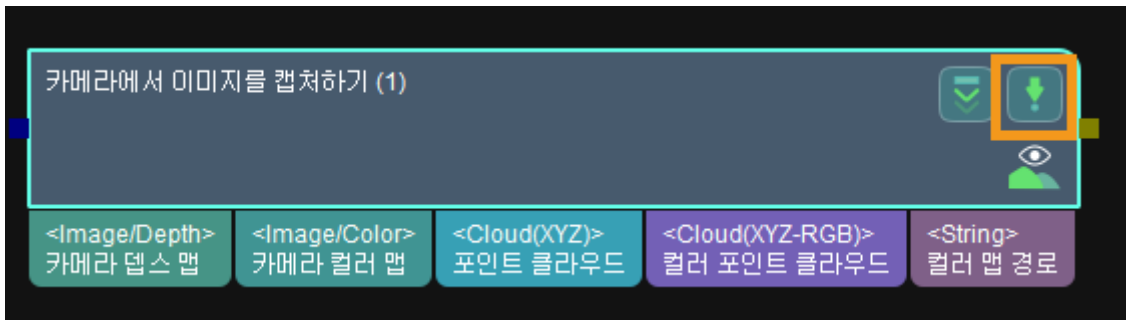 카메라에서 이미지를 캡처하기 (1)
<Image/Depth>
카메라 뎁스 맵
<Image/Color>
카메라 컬러 맵
<Cloud(XYZ)>
포인트 클라우드
<Cloud(XYZ-RGB)>
컬러 포인트 클라우드
<String>
컬러 맵 경로